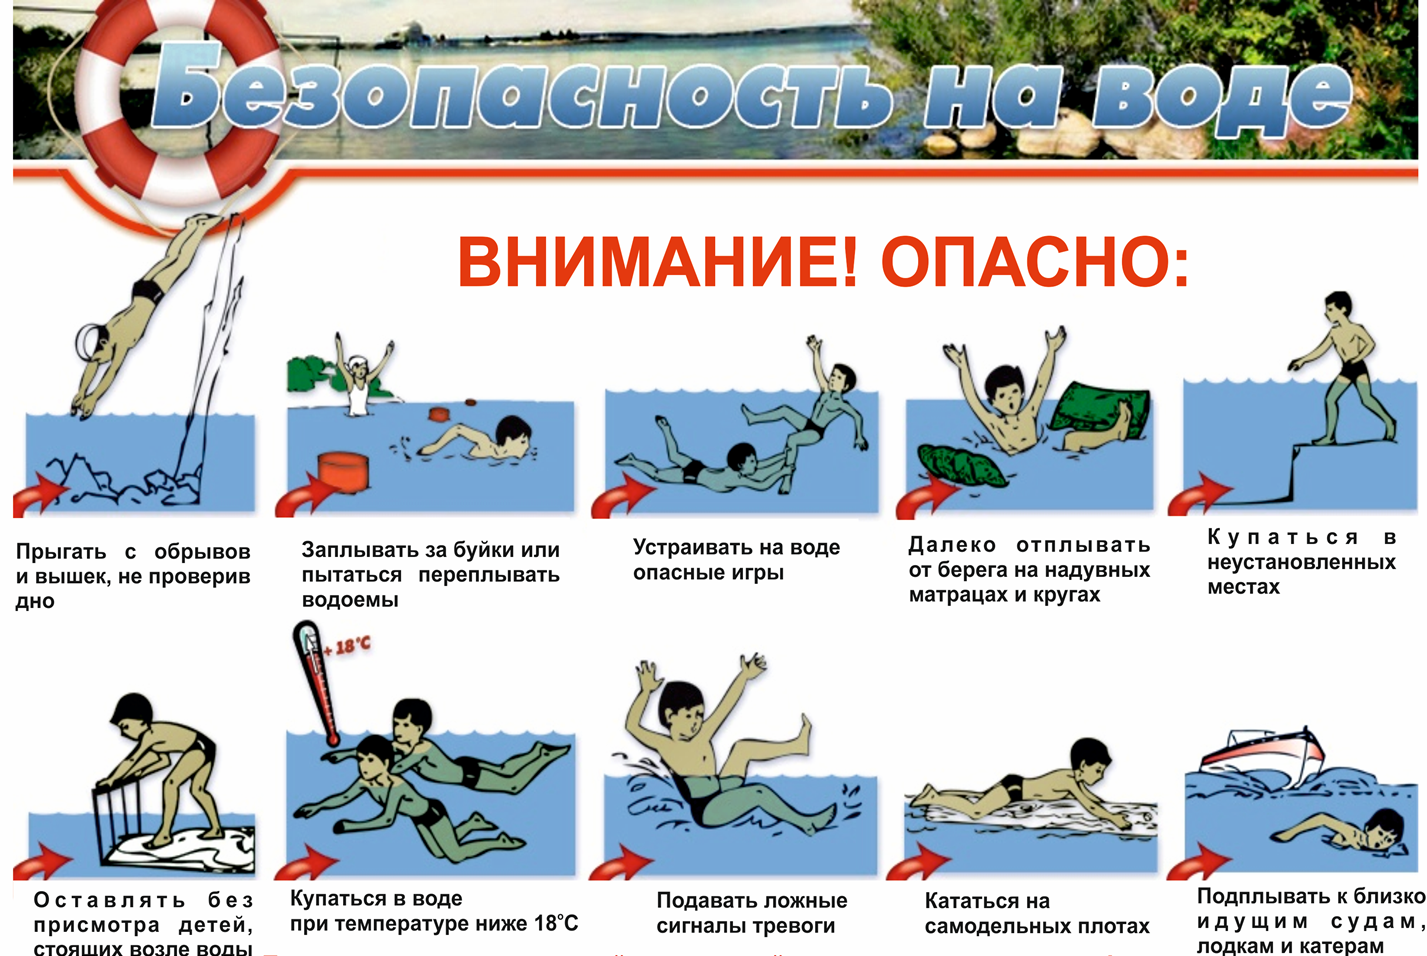 Безопасность на воде
ВНИМАНИЕ! ОПАСНО:
Прыгать с обрывов
и вышек, не проверив
дно
Заплывать за буйки или
пытаться переплывать
водоемы
Устраивать на воде
опасные игры
Далеко отплывать
от берега на надувных
матрацах и кругах
Купаться в
неустановленных
местах
+ 18°C
Оставлять без
присмотра детей,
стоящих возле воды
Купаться в воде
при температуре ниже 18°С
Подавать ложные
сигналы тревоги
Кататься на
самодельных плотах
Подплывать к близко
идущим судам,
лодкам и катерам